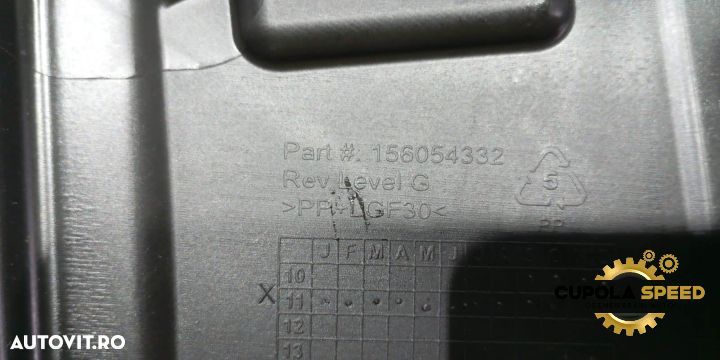 Part #. 156054332
Rev Level G
>PP+LGF30<
5
PP
J F M A M J
10
X 11
12
13
CUPOLA SPEED
AUTOVIT.RO